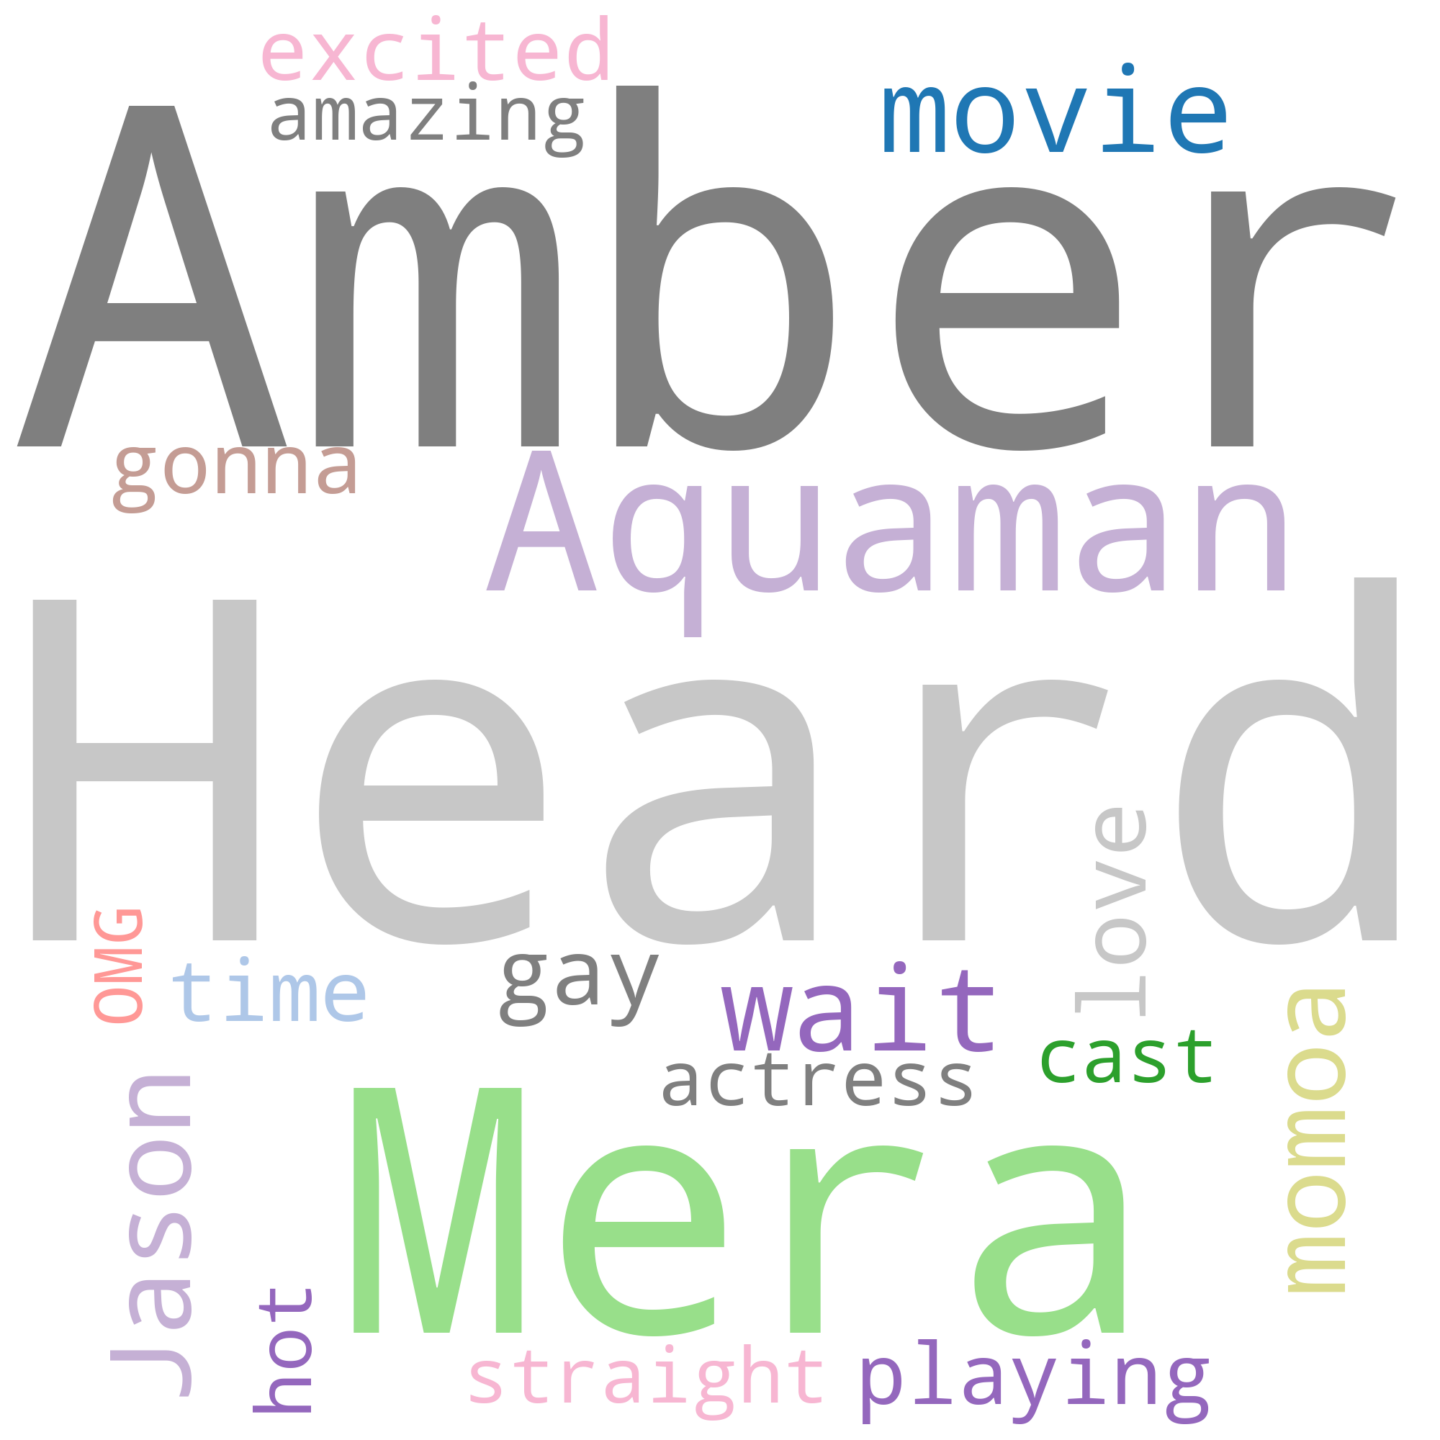 excited
amazing
movie
Amber
gonna
Aquaman
Heard
love
OMG
time
gay
wait
momoa
cast
actress
Jason
Mera
hot
straight
playing